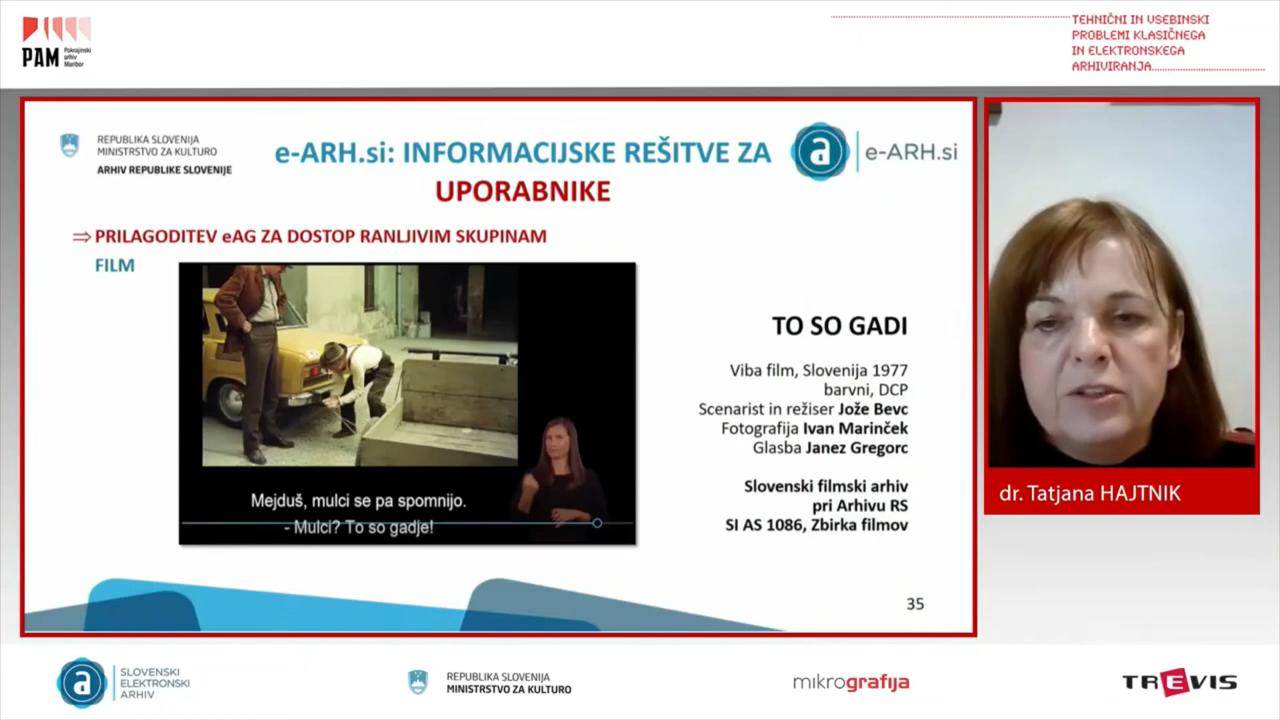 PAM
Pokrajinski
arhiv
Maribor
TEHNIČNI IN VSEBINSKI
PROBLEMI KLASIČNEGA
IN ELEKTRONSKEGA
ARHIVIRANJA
REPUBLIKA SLOVENIJA
MINISTRSTVO ZA KULTURO
ARHIV REPUBLIKE SLOVENIJE
e-ARH.si: INFORMACIJSKE REŠITVE ZA
UPORABNIKE
a e-ARH.si
⇒ PRILAGODITEV eAG ZA DOSTOP RANLJIVIM SKUPINAM
FILM
Mejduš, mulci se pa spomnijo.
- Mulci? To so gadje!
TO SO GADI
Viba film, Slovenija 1977
barvni, DCP
Scenarist in režiser Jože Bevc
Fotografija Ivan Marinček
Glasba Janez Gregorc
Slovenski filmski arhiv
pri Arhivu RS
SI AS 1086, Zbirka filmov
35
dr. Tatjana HAJTNIK
a
SLOVENSKI
ELEKTRONSKI
ARHIV
REPUBLIKA SLOVENIJA
MINISTRSTVO ZA KULTURO
mikrografija
TREVIS